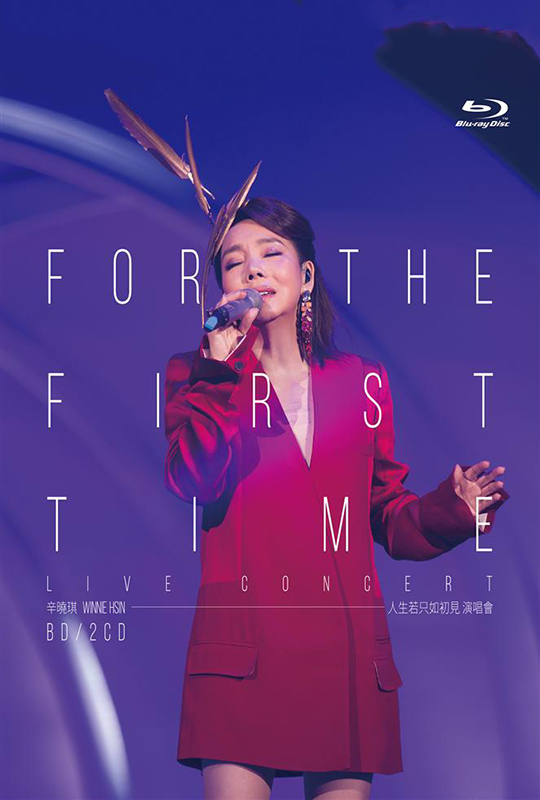 Blu-ray Disc™
FOR THE
FIRST
TIME
LIVE CONCERT
辛曉琪 WINNIE HSIN 人生若只如初見 演唱會
BD/2CD